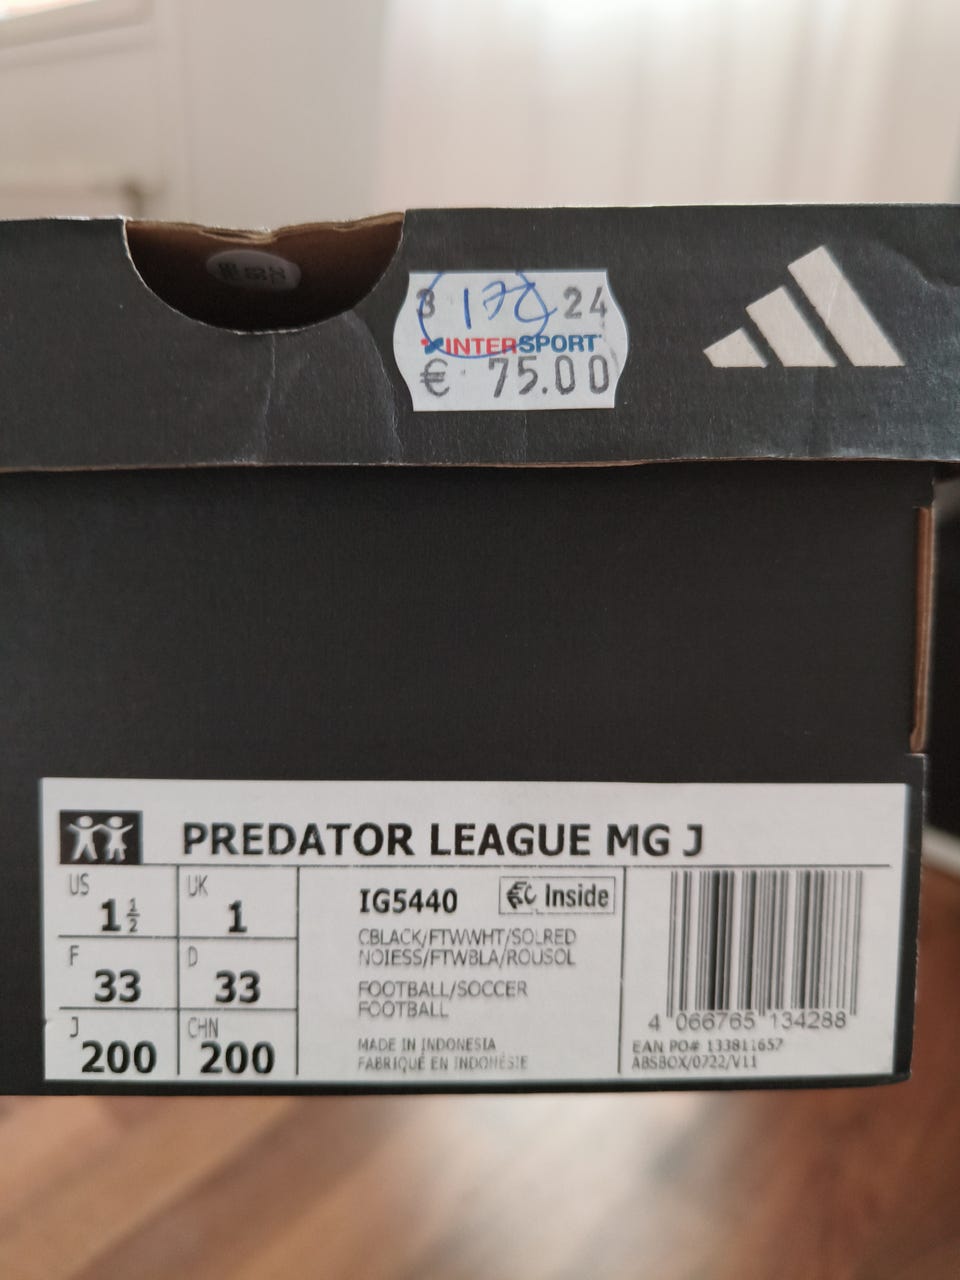 3 24
INTERSPORT
€ 75.00
PREDATOR LEAGUE MG J
US 1 1/2 UK 1
F 33 D 33
J 200 CHN 200
IG5440 Inside
CBLACK/FTWWHT/SOLRED
NOIESS/FTWBLA/ROUSOL
FOOTBALL/SOCCER
FOOTBALL
MADE IN INDONESIA
FABRIQUÉ EN INDONÉSIE
4 066765 134288
EAN PO# 133811657
ABSBOX/0722/V11